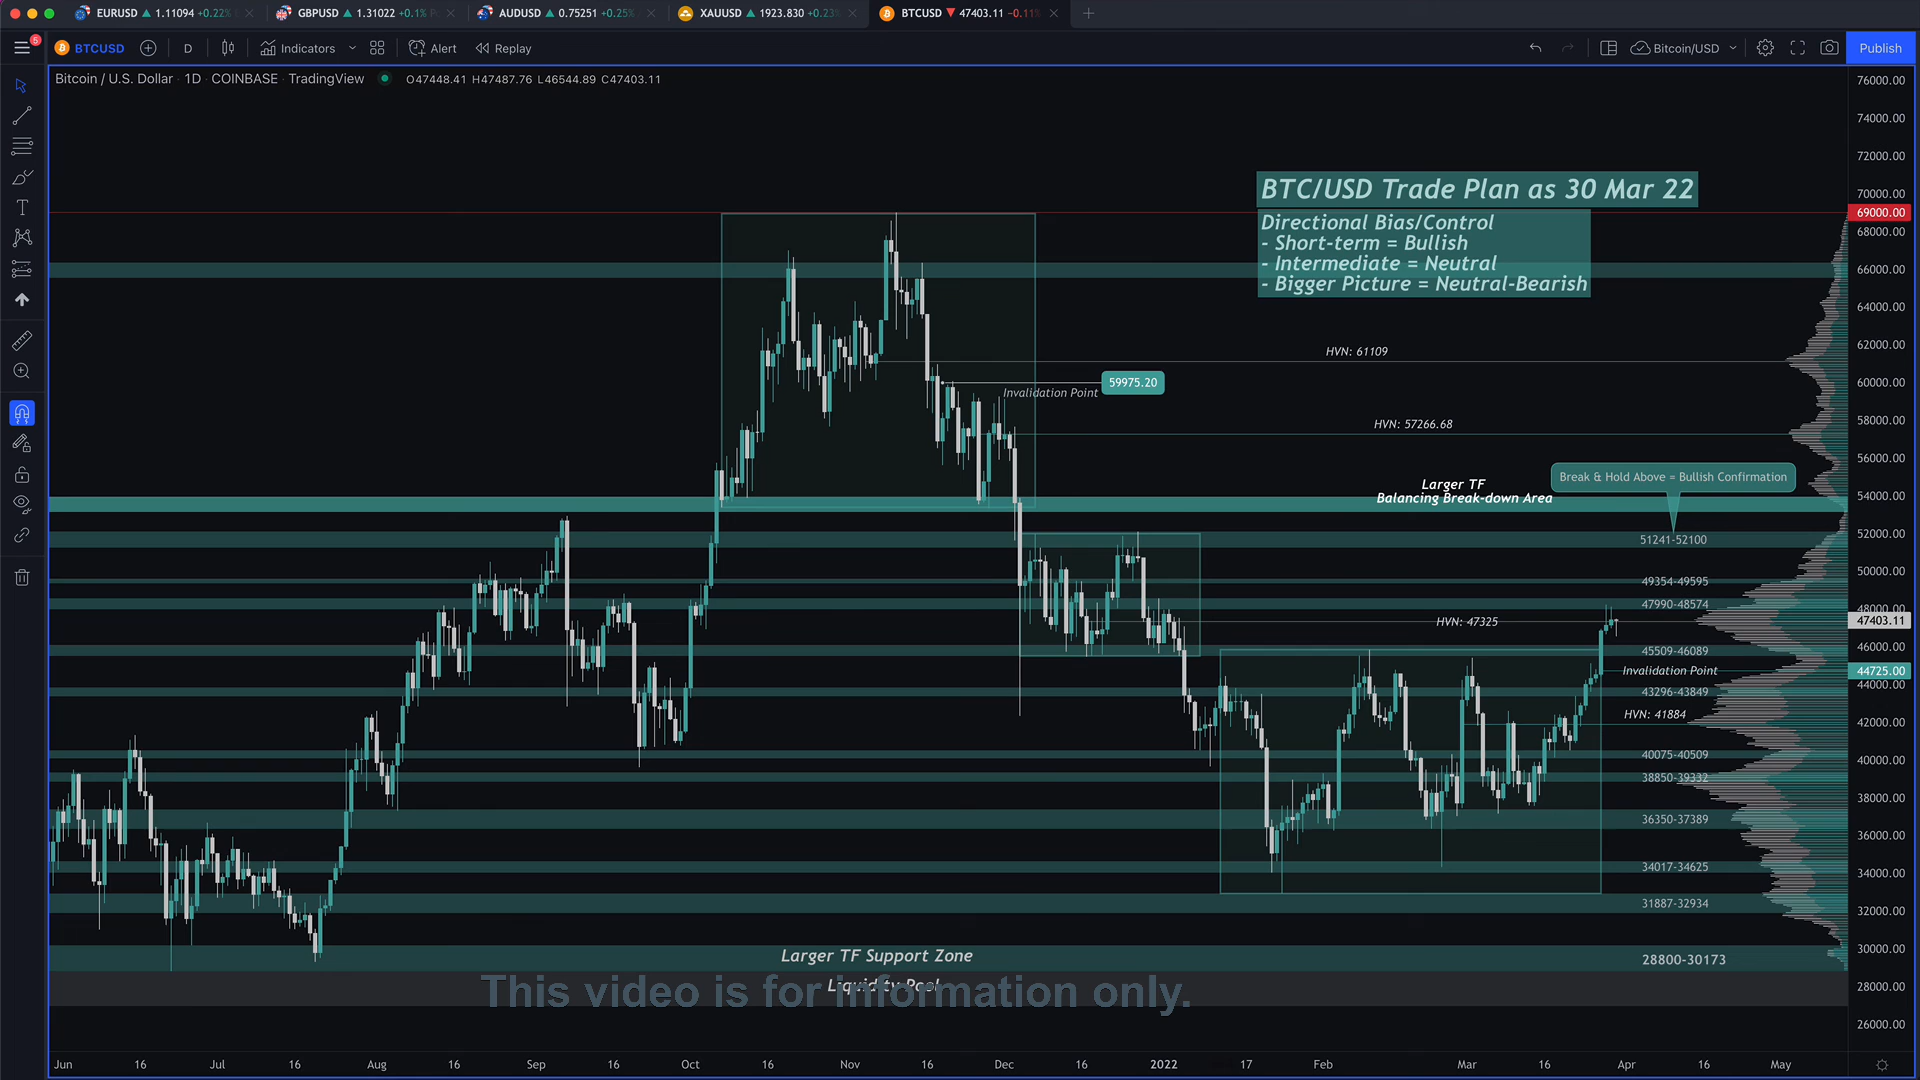 EURUSD 1.11094 +0.22%
GBPUSD 1.31022 +0.1%
AUDUSD 0.75251 +0.25%
XAUUSD 1923.830 +0.23%
BTCUSD 47403.11 −0.11%
5
BTCUSD D Indicators Alert Replay Bitcoin/USD Publish
Bitcoin / U.S. Dollar · 1D · COINBASE · TradingView O47448.41 H47487.76 L46544.89 C47403.11
BTC/USD Trade Plan as 30 Mar 22
Directional Bias/Control
- Short-term = Bullish
- Intermediate = Neutral
- Bigger Picture = Neutral-Bearish
HVN: 61109
59975.20
Invalidation Point
HVN: 57266.68
Break & Hold Above = Bullish Confirmation
Larger TF
Balancing Break-down Area
51241-52100
49354-49595
47990-48574
HVN: 47325
45509-46089
Invalidation Point
43296-43849
HVN: 41884
40075-40509
38850-39332
36350-37389
34017-34625
31887-32934
Larger TF Support Zone
28800-30173
Liquidity Pool
This video is for information only.
76000.00
74000.00
72000.00
70000.00
69000.00
68000.00
66000.00
64000.00
62000.00
60000.00
58000.00
56000.00
54000.00
52000.00
50000.00
48000.00
47403.11
46000.00
44725.00
44000.00
42000.00
40000.00
38000.00
36000.00
34000.00
32000.00
30000.00
28000.00
26000.00
Jun 16 Jul 16 Aug 16 Sep 16 Oct 16 Nov 16 Dec 16 2022 17 Feb Mar 16 Apr 16 May